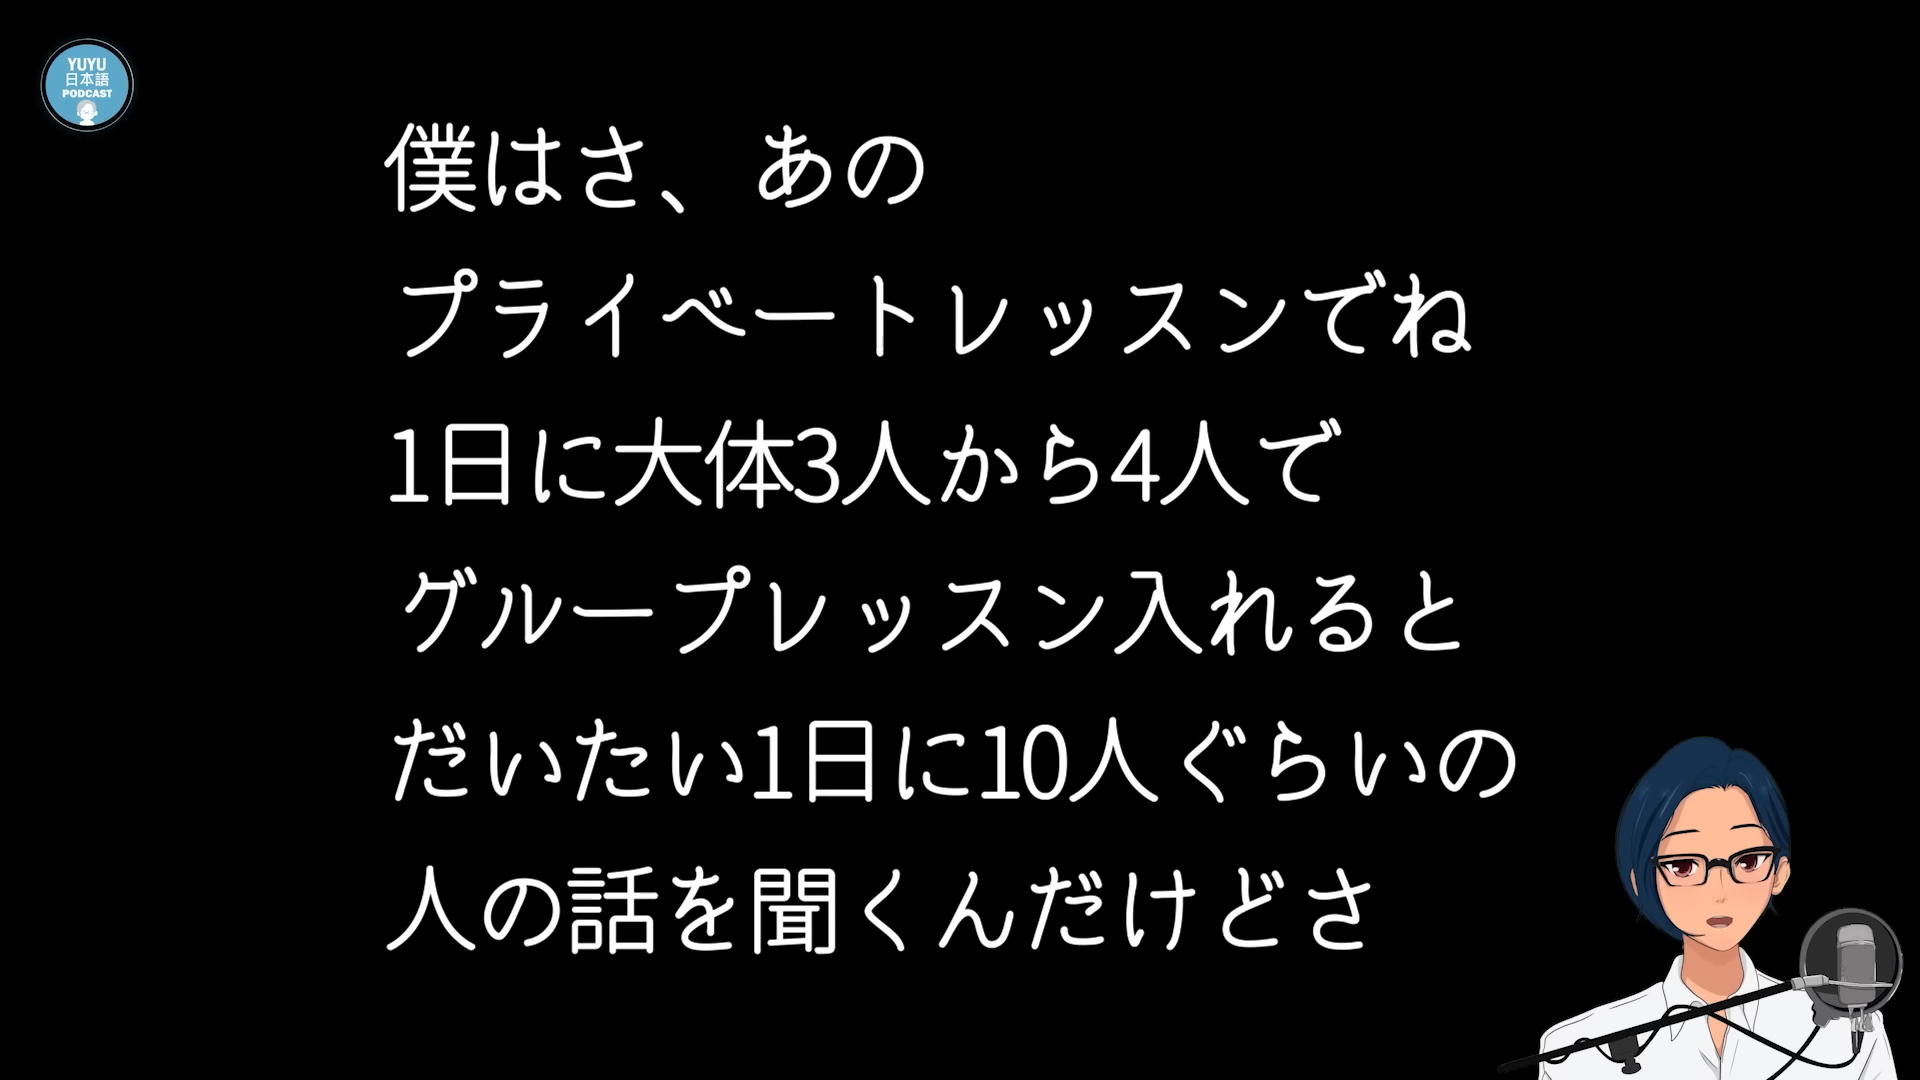 YUYU
日本語
PODCAST
僕はさ、あの
プライベートレッスンでね
1日に大体3人から4人で
グループレッスン入れると
だいたい1日に10人ぐらいの
人の話を聞くんだけどさ